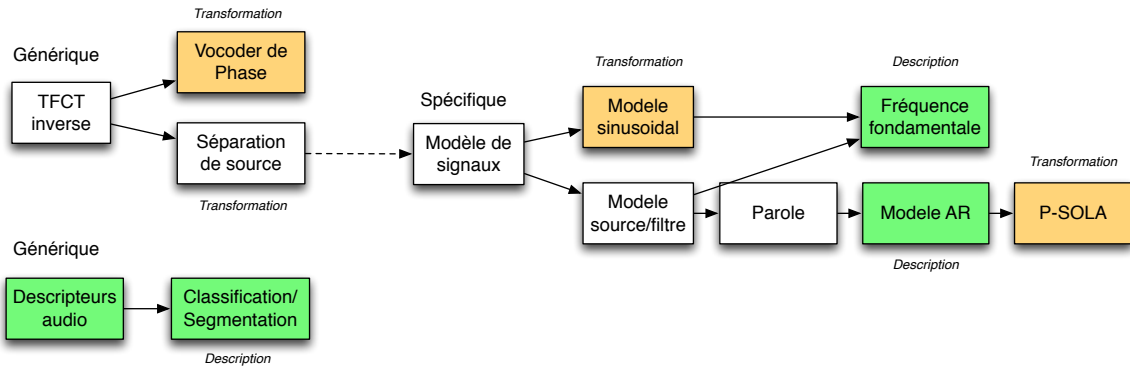 Transformation
Générique
Vocoder de
Phase
TFCT
inverse
Séparation
de source
Transformation
Spécifique
Modèle de
signaux
Transformation
Modele
sinusoidal
Description
Fréquence
fondamentale
Modele
source/filtre
Parole
Modele AR
Description
Transformation
P-SOLA
Générique
Descripteurs
audio
Classification/
Segmentation
Description